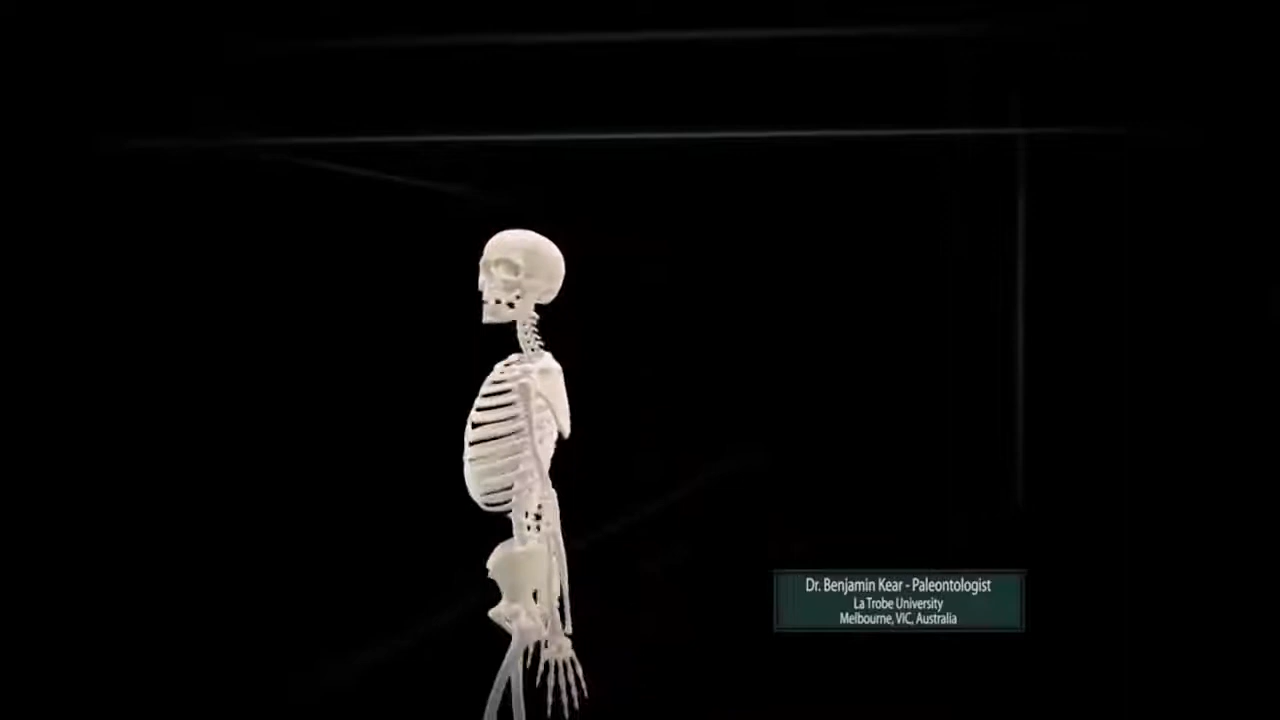 Dr. Benjamin Kear - Paleontologist
La Trobe University
Melbourne, VIC, Australia